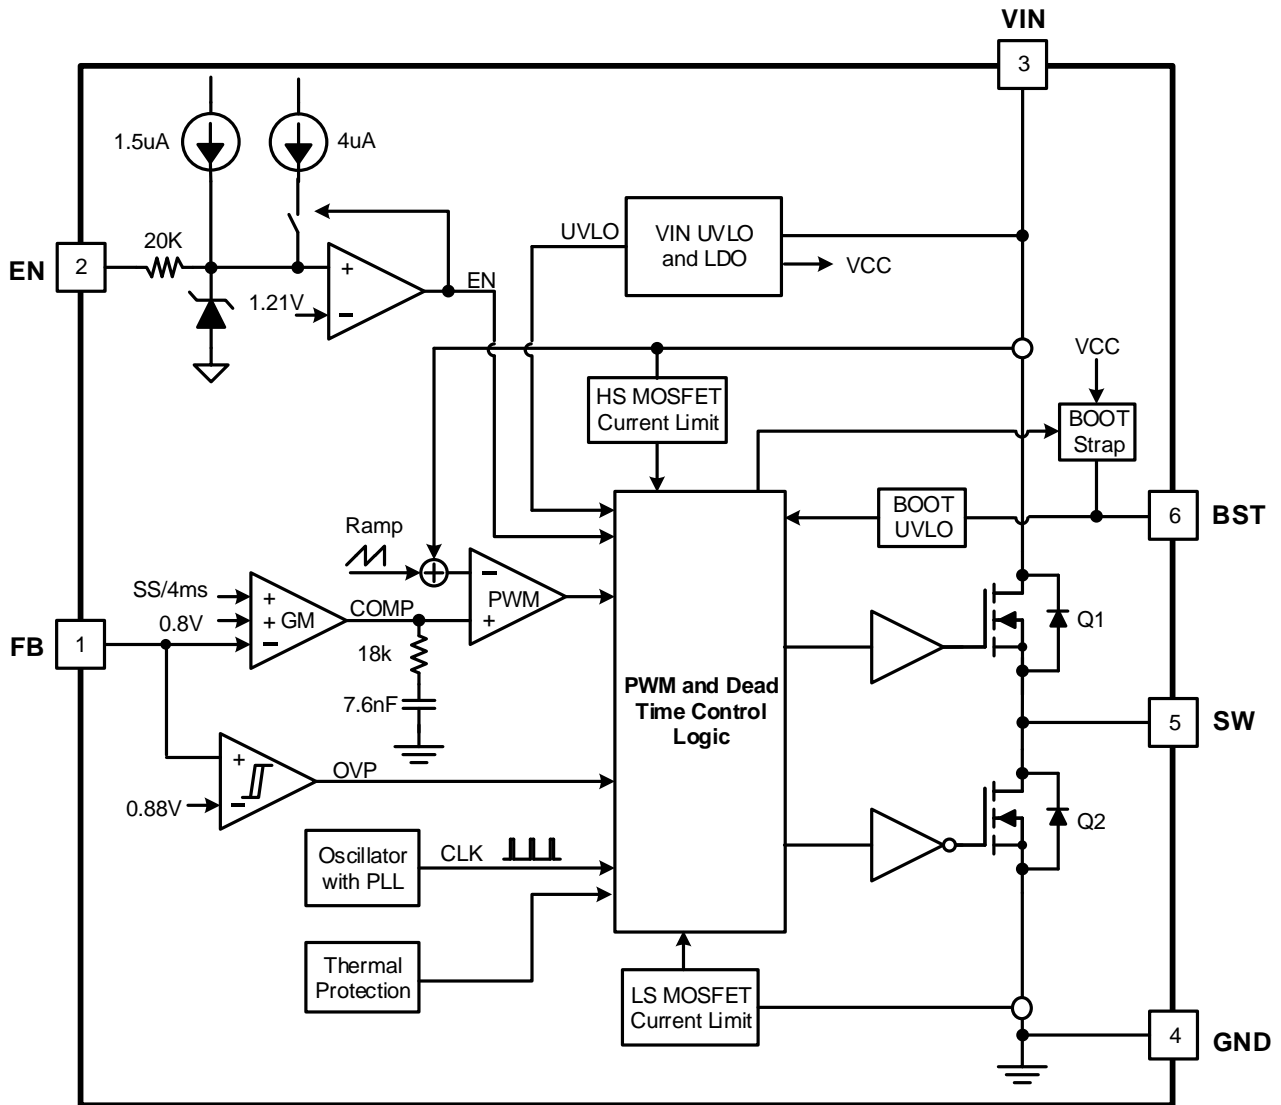 VIN
3
1.5uA
4uA
UVLO
VIN UVLO
and LDO
VCC
20K
EN
2
+
EN
1.21V
−
VCC
HS MOSFET
Current Limit
BOOT
Strap
BOOT
UVLO
6
BST
Ramp
+
−
PWM
+
SS/4ms
+
COMP
0.8V
+
GM
−
FB
1
Q1
18k
7.6nF
PWM and Dead
Time Control
Logic
5
SW
+
OVP
0.88V
−
Q2
Oscillator
with PLL
CLK
Thermal
Protection
LS MOSFET
Current Limit
4
GND